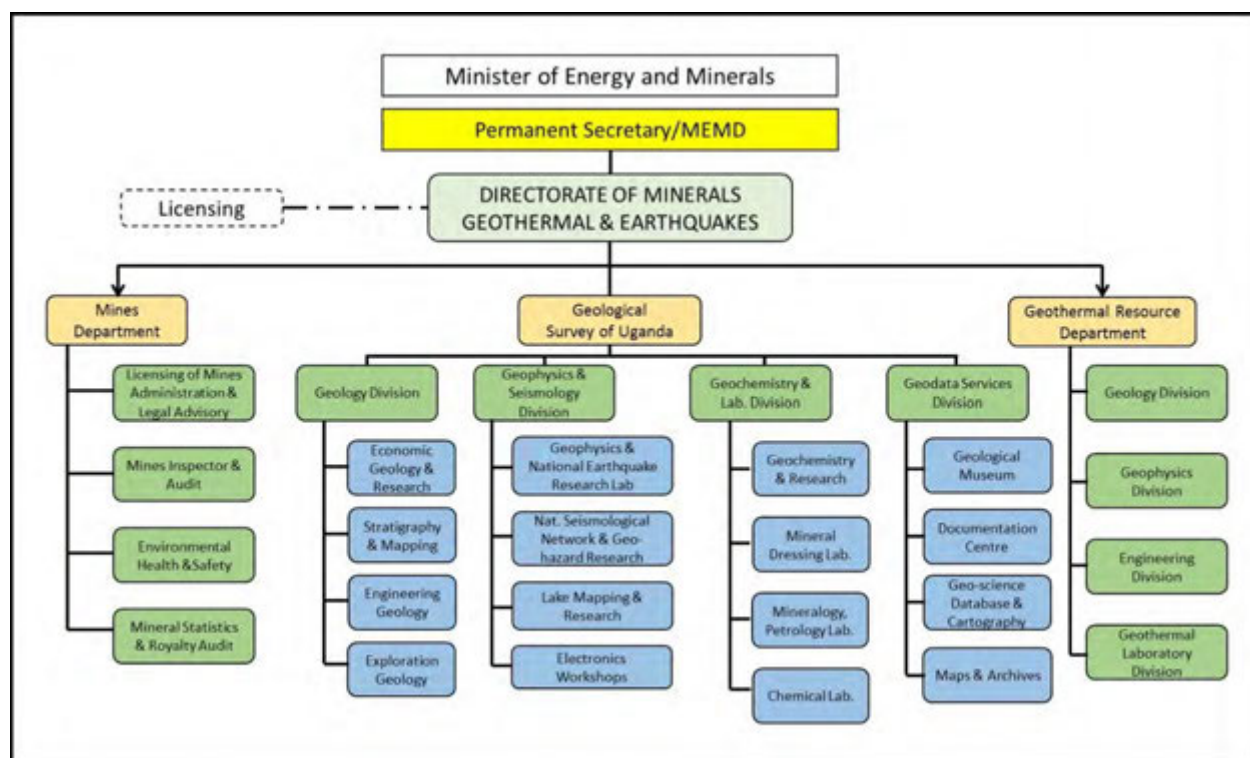 Minister of Energy and Minerals
Permanent Secretary/MEMD
DIRECTORATE OF MINERALS
GEOTHERMAL & EARTHQUAKES
Licensing
Mines
Department
Geological
Survey of Uganda
Geothermal Resource
Department
Licensing of Mines
Administration &
Legal Advisory
Mines Inspector &
Audit
Environmental
Health &Safety
Mineral Statistics
& Royalty Audit
Geology Division
Economic
Geology &
Research
Stratigraphy
& Mapping
Engineering
Geology
Exploration
Geology
Geophysics &
Seismology
Division
Geophysics &
National Earthquake
Research Lab
Nat. Seismological
Network & Geo-
hazard Research
Lake Mapping &
Research
Electronics
Workshops
Geochemistry &
Lab. Division
Geochemistry
& Research
Mineral
Dressing Lab.
Mineralogy,
Petrology Lab.
Chemical Lab.
Geodata Services
Division
Geological
Museum
Documentation
Centre
Geo-science
Database &
Cartography
Maps & Archives
Geology Division
Geophysics
Division
Engineering
Division
Geothermal
Laboratory
Division